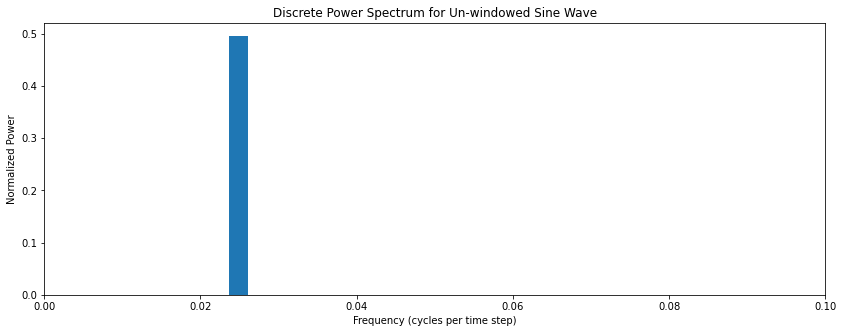 Discrete Power Spectrum for Un-windowed Sine Wave
0.5
0.4
0.3
0.2
0.1
0.0
Normalized Power
0.00 0.02 0.04 0.06 0.08 0.10
Frequency (cycles per time step)